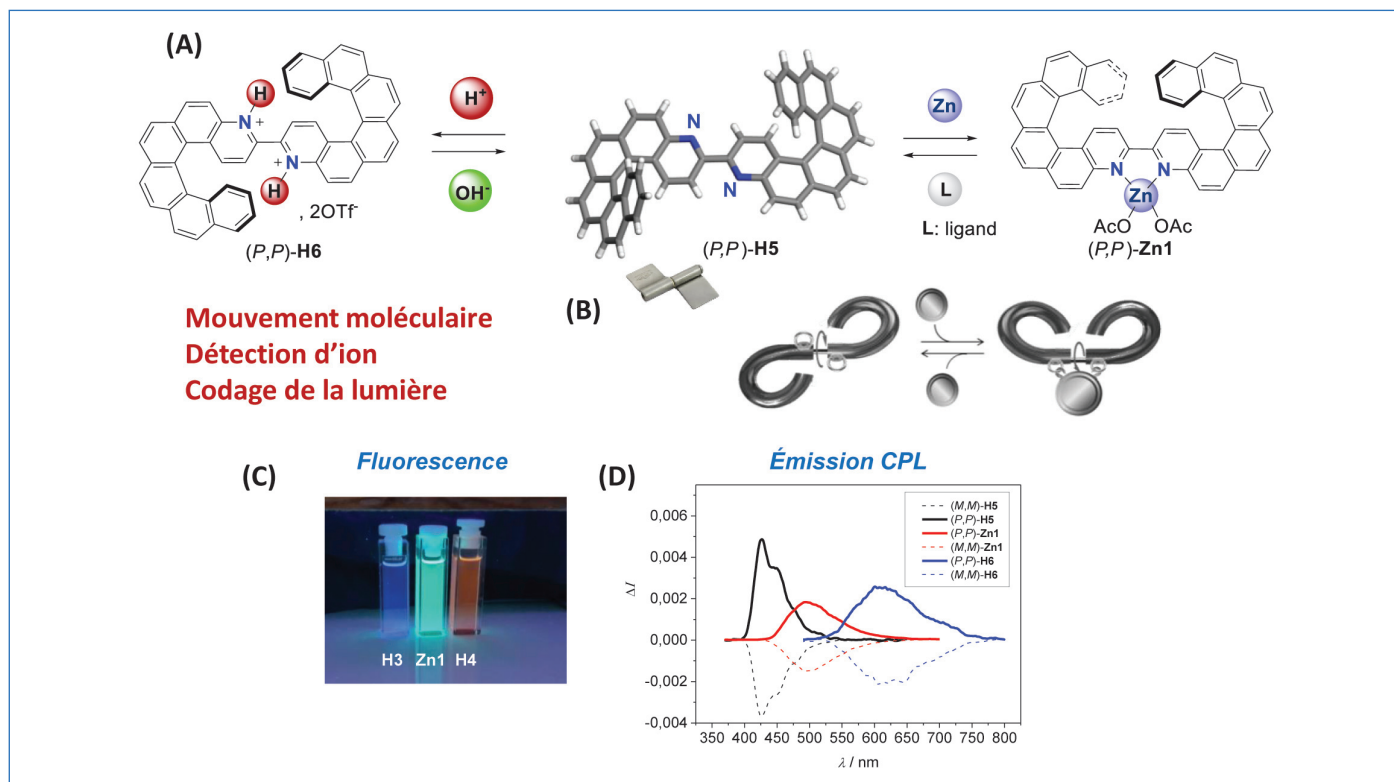 (A)
H
N
+
+
N
H
, 2OTf-
(P,P)-H6
H+
OH-
N
N
(P,P)-H5
Zn
L
L: ligand
N
N
Zn
AcO
OAc
(P,P)-Zn1
Mouvement moléculaire
Détection d'ion
Codage de la lumière
(B)
(C)
Fluorescence
H3 Zn1 H4
(D)
Émission CPL
(M,M)-H5
(P,P)-H5
(P,P)-Zn1
(M,M)-Zn1
(P,P)-H6
(M,M)-H6
0,006
0,004
0,002
0,000
-0,002
-0,004
ΔI
350 400 450 500 550 600 650 700 750 800
λ / nm